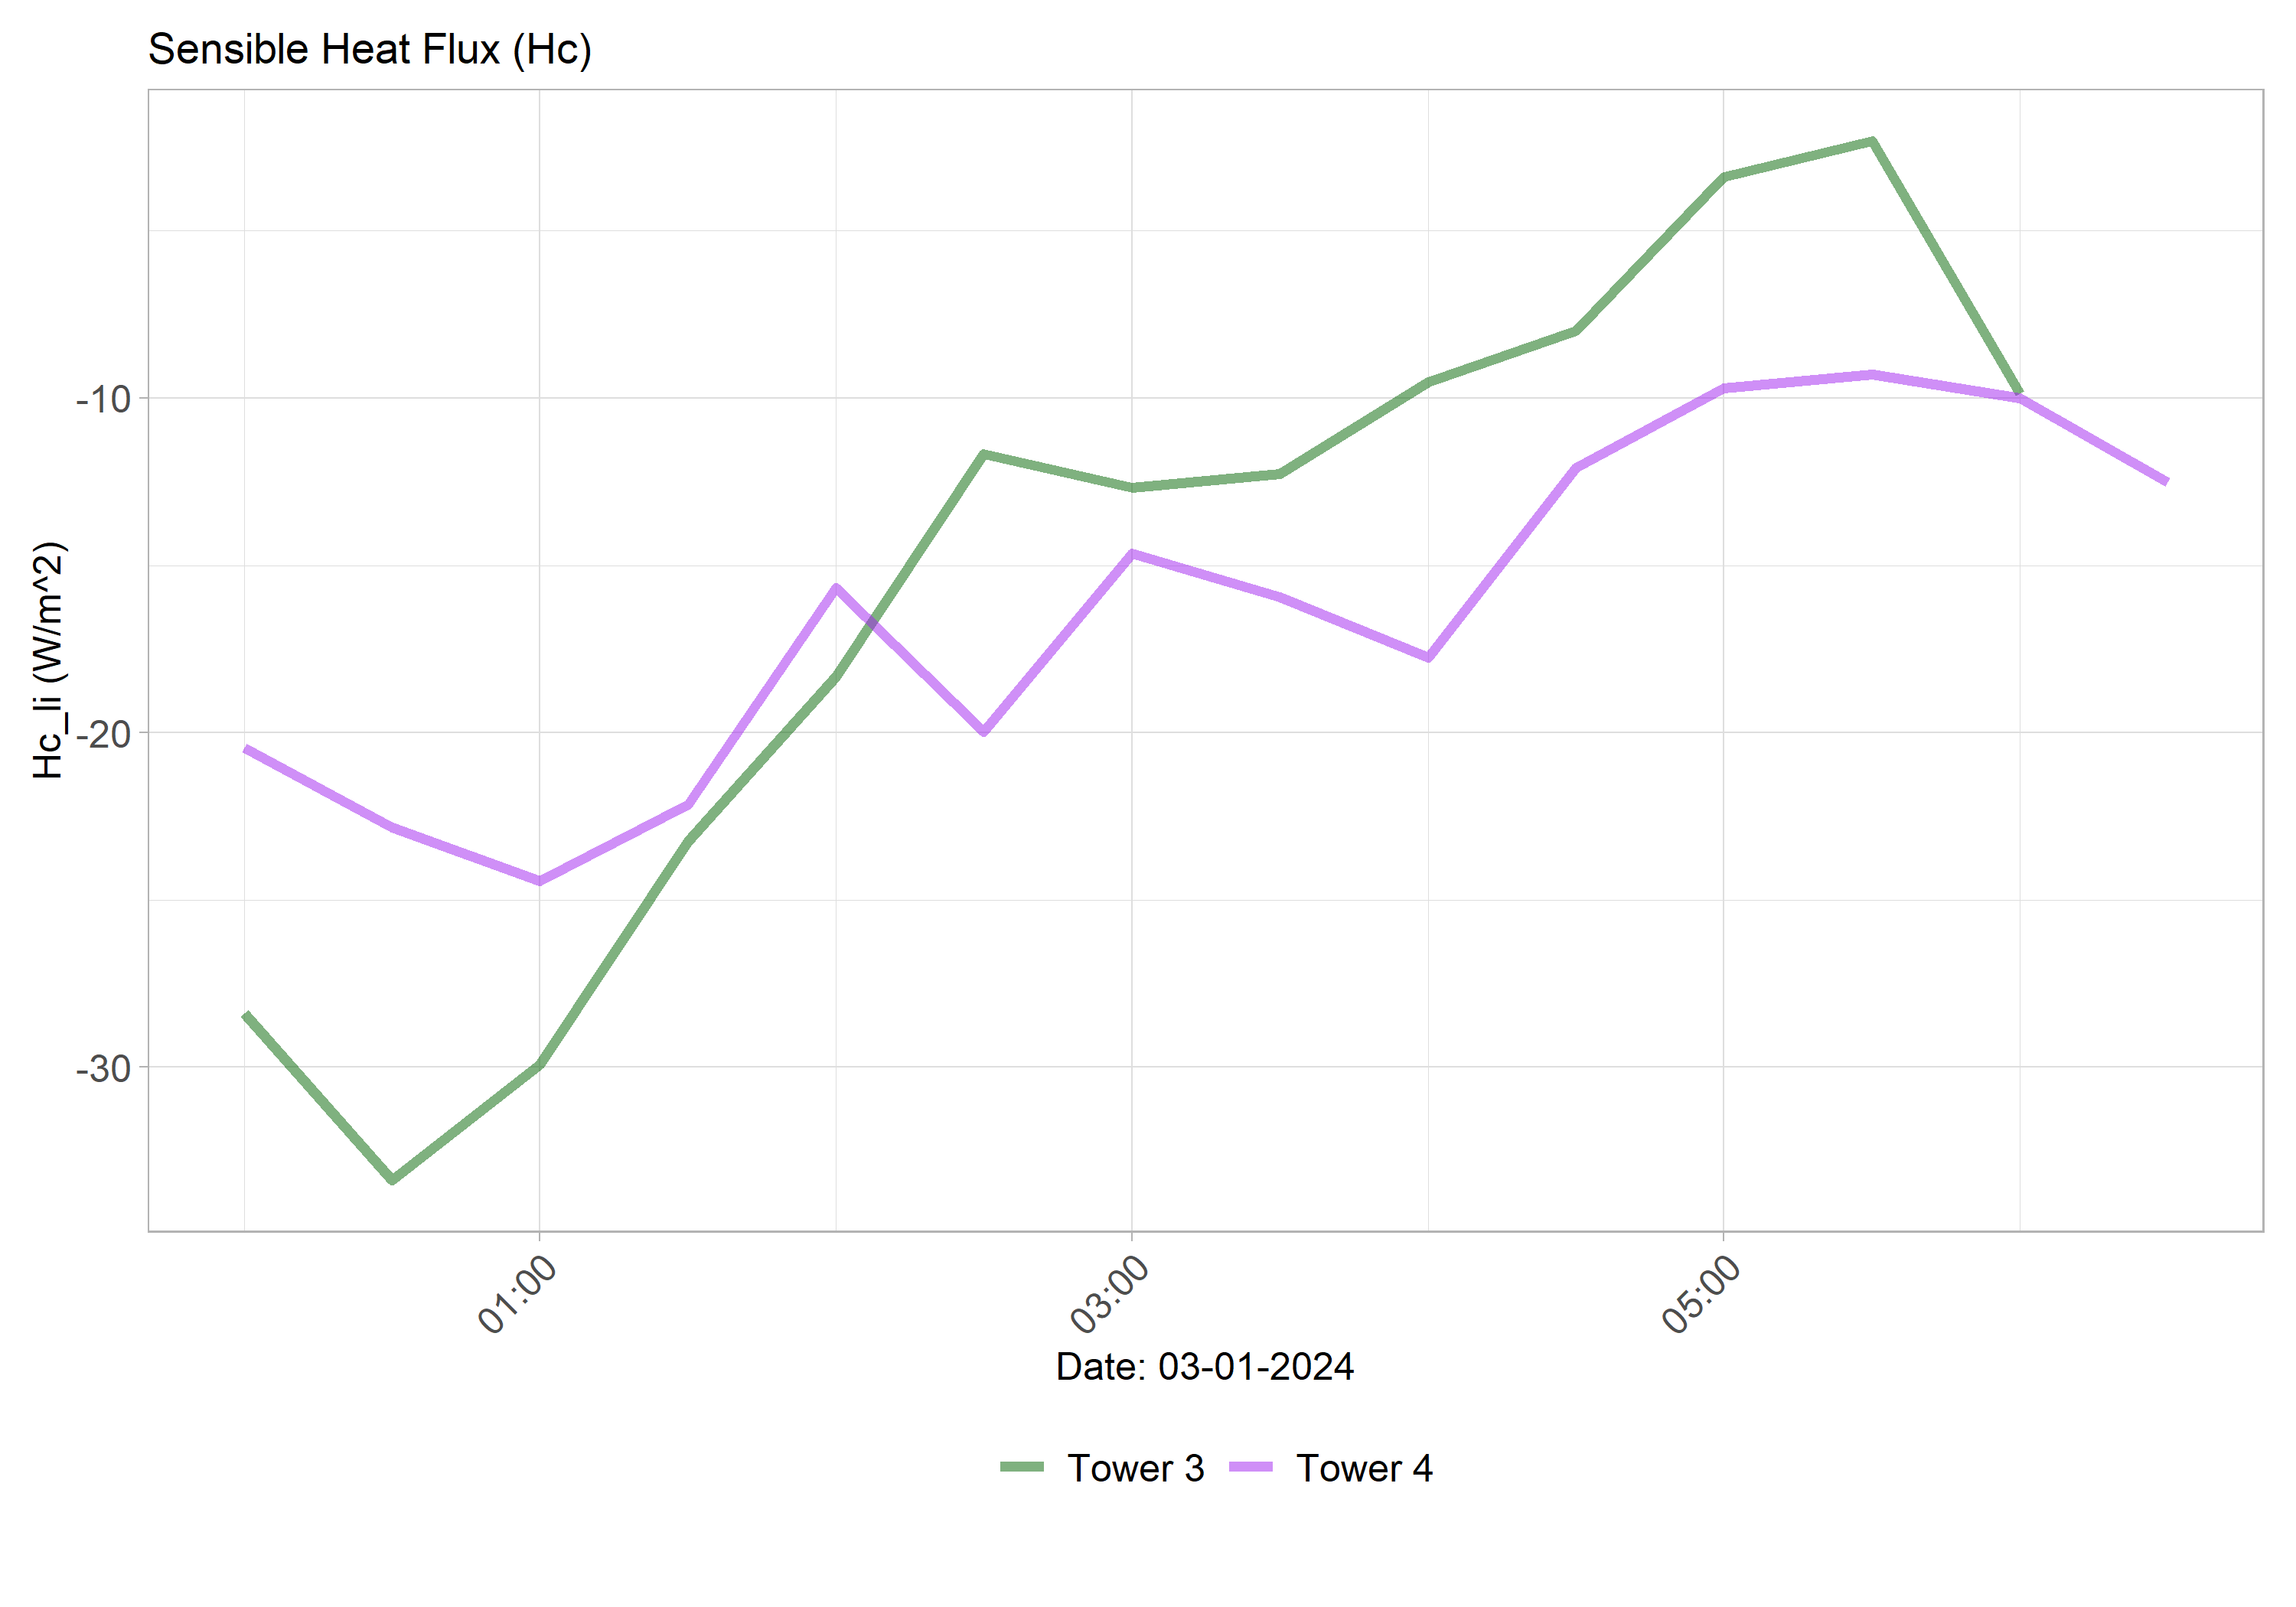 Sensible Heat Flux (Hc)
Hc_li (W/m^2)
-10
-20
-30
01:00
03:00
05:00
Date: 03-01-2024
Tower 3
Tower 4